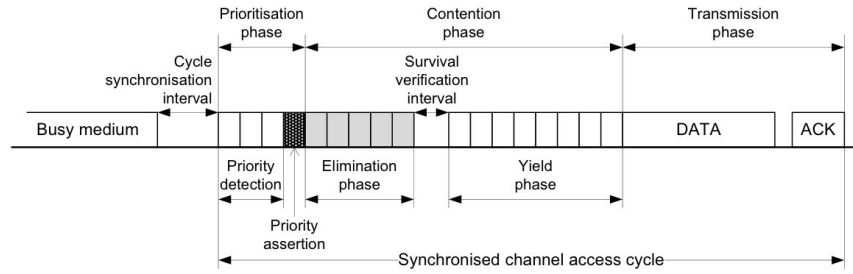 Prioritisation
phase
Contention
phase
Transmission
phase
Cycle
synchronisation
interval
Survival
verification
interval
Busy medium
DATA
ACK
Priority
detection
Elimination
phase
Yield
phase
Priority
assertion
Synchronised channel access cycle